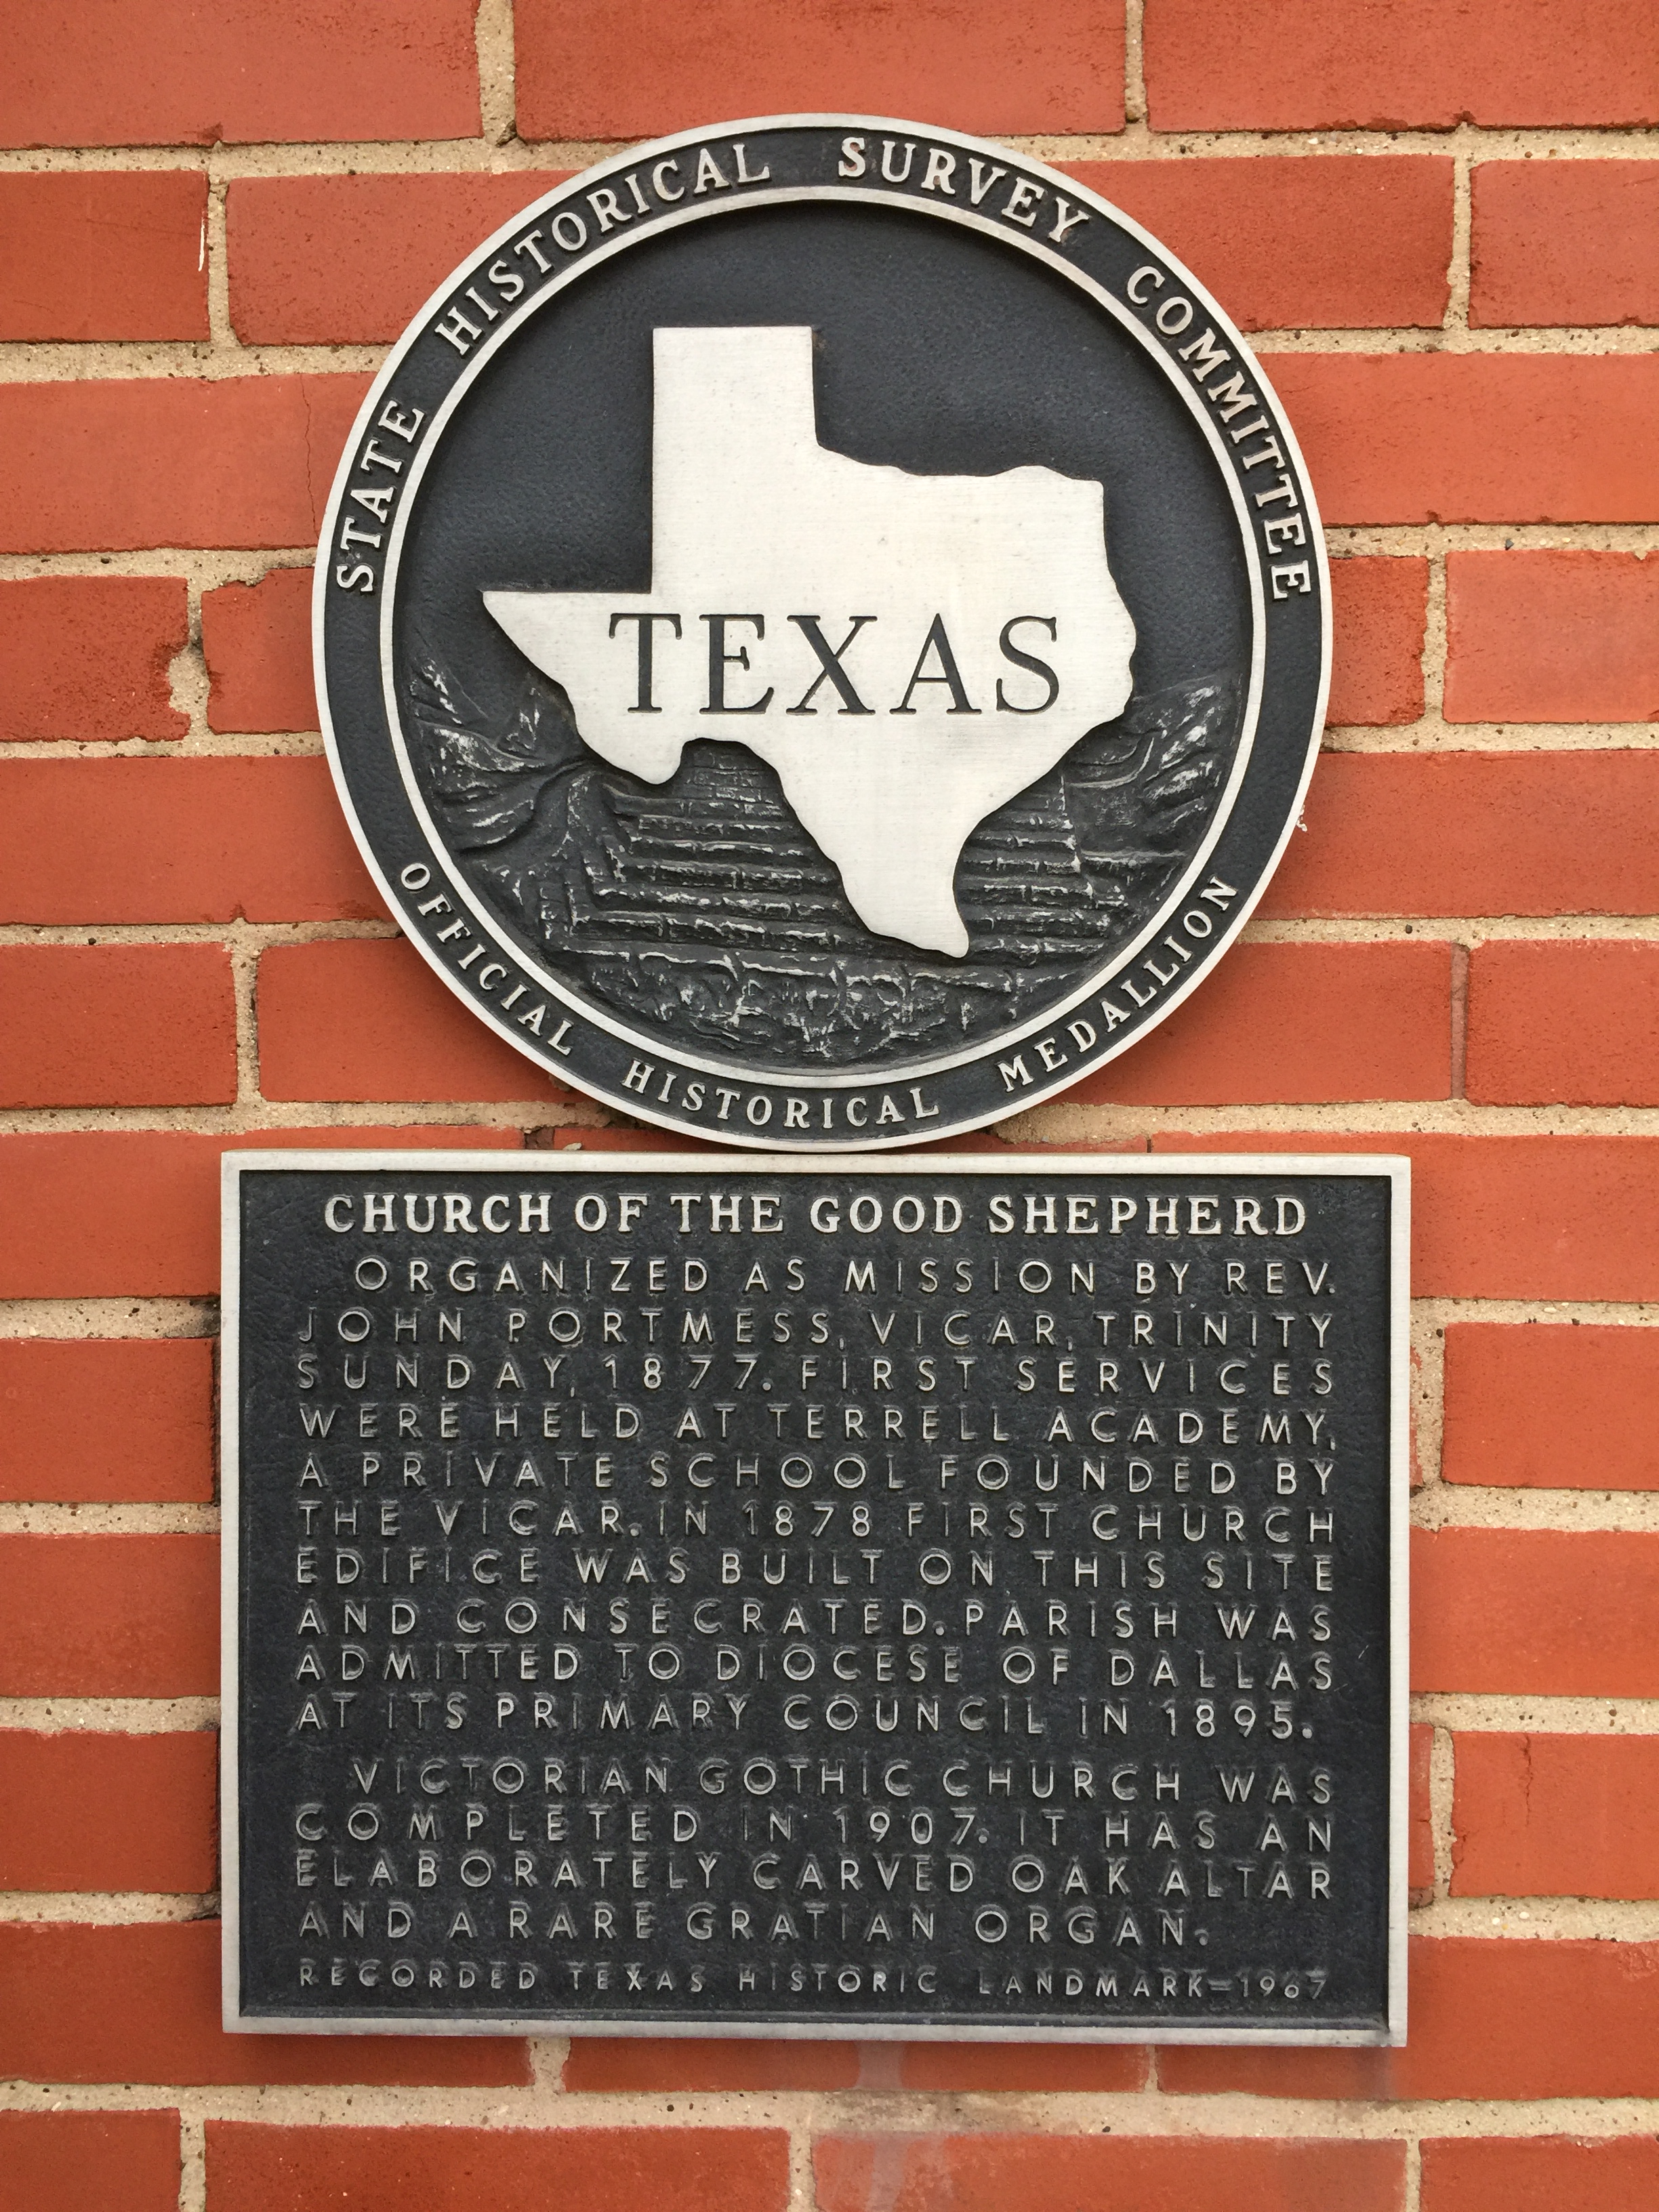 STATE HISTORICAL SURVEY COMMITTEE
TEXAS
OFFICIAL HISTORICAL MEDALLION
CHURCH OF THE GOOD SHEPHERD
ORGANIZED AS MISSION BY REV.
JOHN PORTMESS, VICAR, TRINITY
SUNDAY, 1877. FIRST SERVICES
WERE HELD AT TERRELL ACADEMY,
A PRIVATE SCHOOL FOUNDED BY
THE VICAR. IN 1878 FIRST CHURCH
EDIFICE WAS BUILT ON THIS SITE
AND CONSECRATED. PARISH WAS
ADMITTED TO DIOCESE OF DALLAS
AT ITS PRIMARY COUNCIL IN 1895.
VICTORIAN GOTHIC CHURCH WAS
COMPLETED IN 1907. IT HAS AN
ELABORATELY CARVED OAK ALTAR
AND A RARE GRATIAN ORGAN.
RECORDED TEXAS HISTORIC LANDMARK=1967